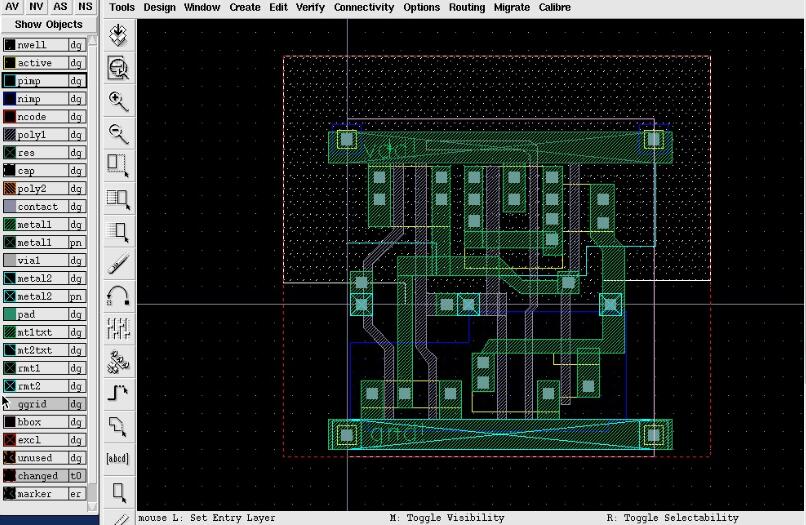 AV NV AS NS
Tools Design Window Create Edit Verify Connectivity Options Routing Migrate Calibre
Show Objects
nwell dg
active dg
pimp dg
nimp dg
ncode dg
poly1 dg
res dg
cap dg
poly2 dg
contact dg
metal1 dg
metal1 pn
via1 dg
metal2 dg
metal2 pn
pad dg
mt1txt dg
mt2txt dg
rmt1 dg
rmt2 dg
ggrid dg
bbox dg
excl dg
unused dg
changed t0
marker er
[abcd]
vdd!
gnd!
mouse L: Set Entry Layer M: Toggle Visibility R: Toggle Selectability